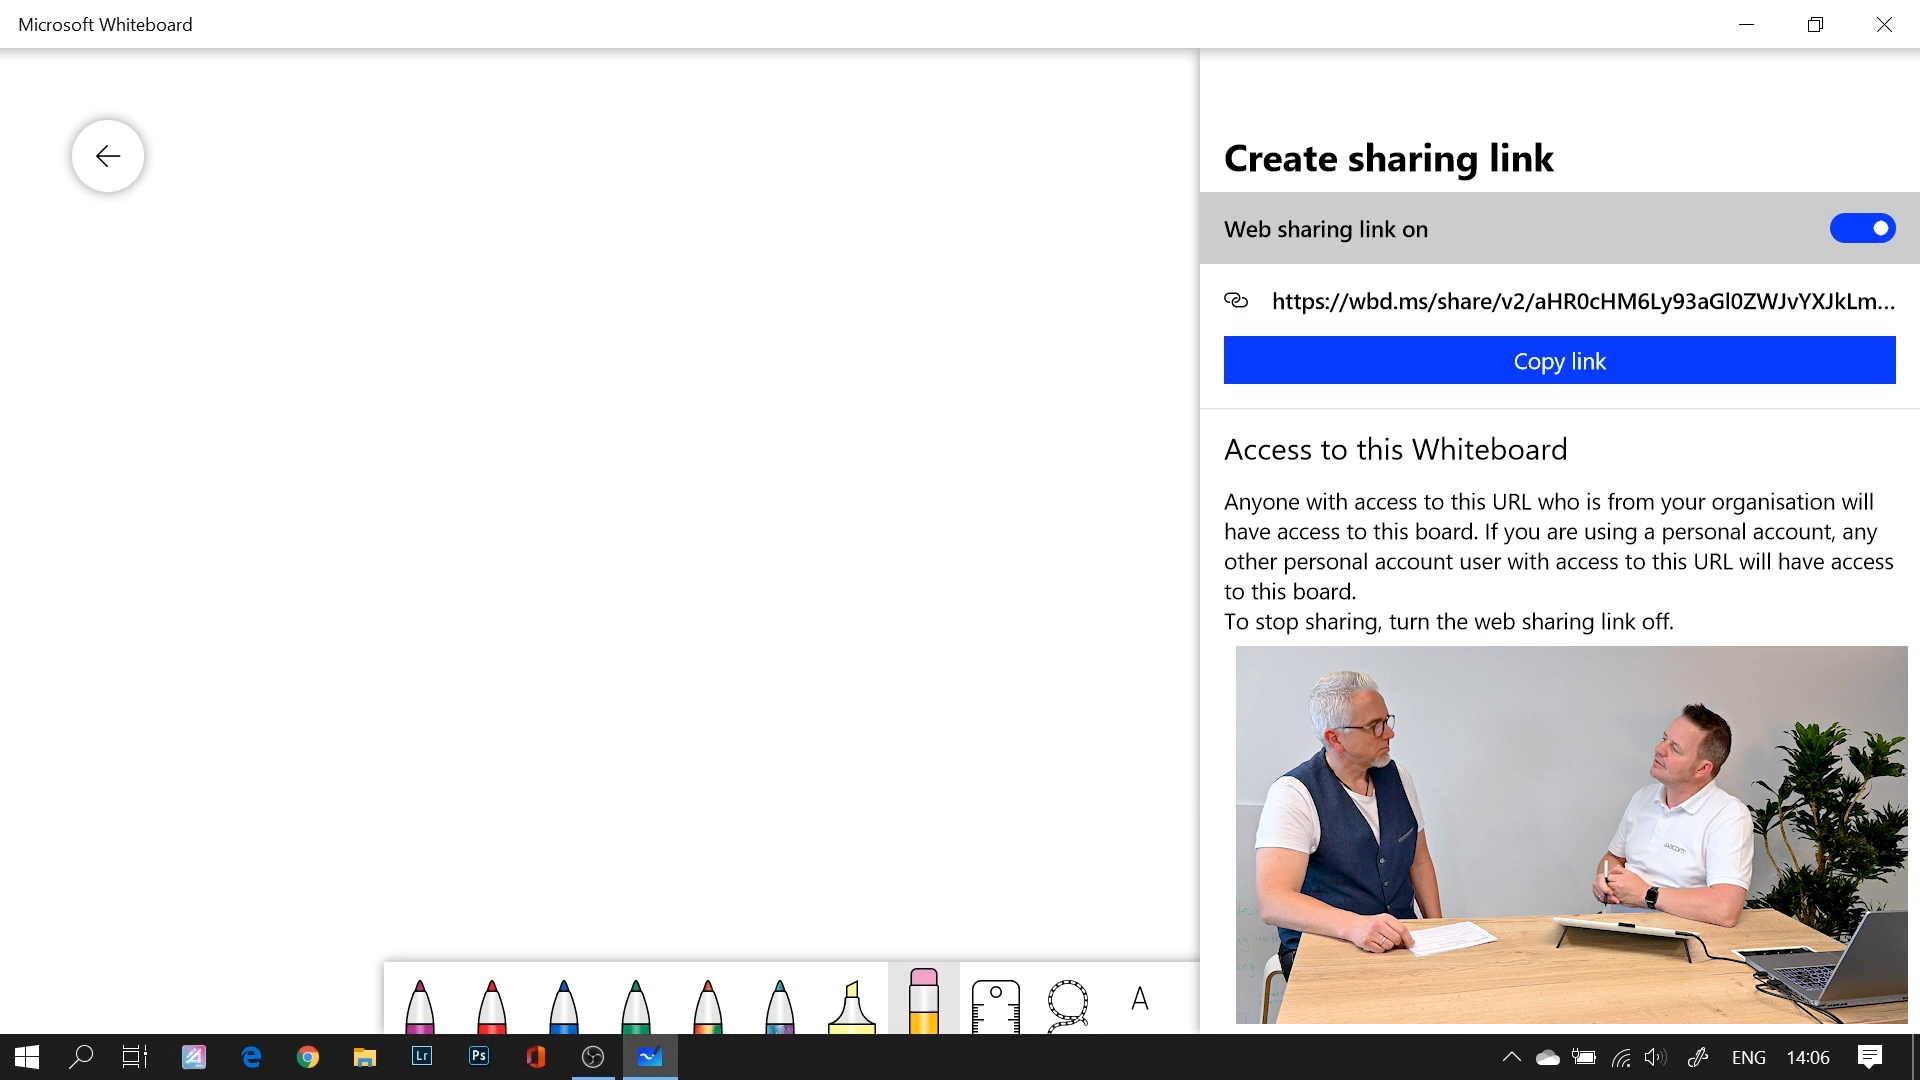 Microsoft Whiteboard
Create sharing link
Web sharing link on
https://wbd.ms/share/v2/aHR0cHM6Ly93aGl0ZWJvYXJkLm...
Copy link
Access to this Whiteboard
Anyone with access to this URL who is from your organisation will
have access to this board. If you are using a personal account, any
other personal account user with access to this URL will have access
to this board.
To stop sharing, turn the web sharing link off.
wacom
A
Lr
Ps
ENG
14:06